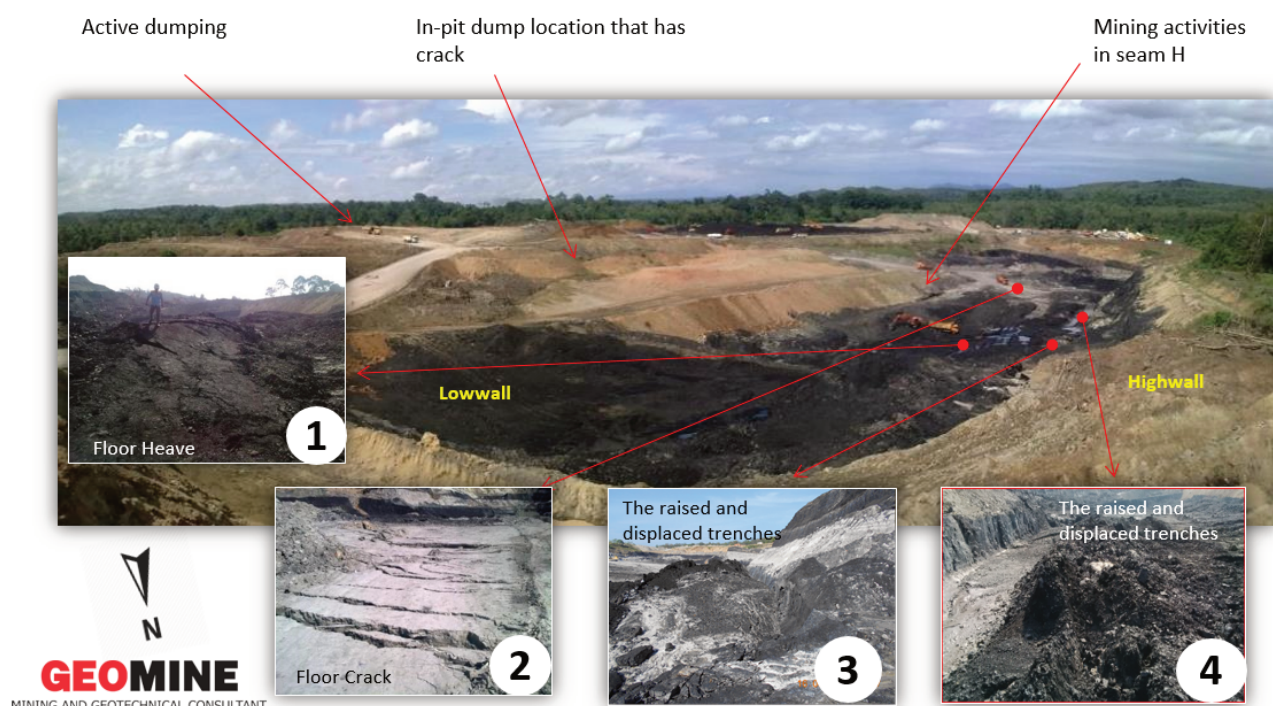 Active dumping
In-pit dump location that has
crack
Mining activities
in seam H
Lowwall
Highwall
Floor Heave
1
Floor Crack
2
The raised and
displaced trenches
3
The raised and
displaced trenches
4
N
GEOMINE
MINING AND GEOTECHNICAL CONSULTANT